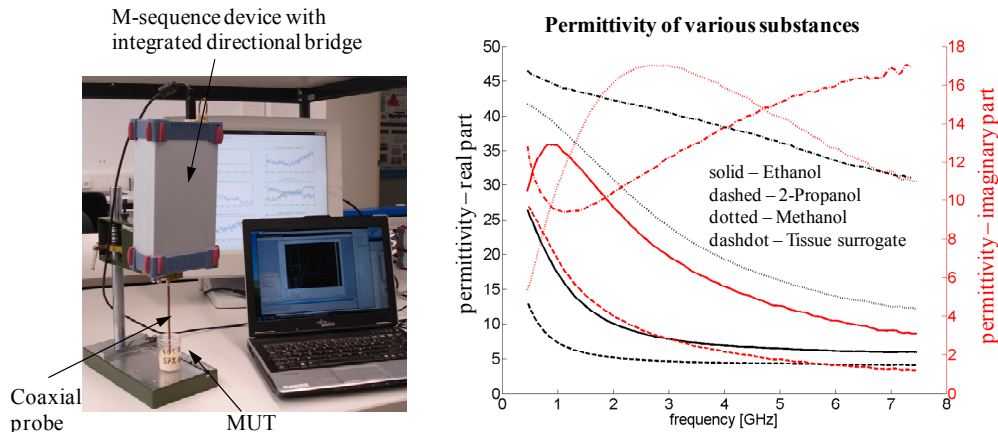 M-sequence device with
integrated directional bridge
Coaxial
probe
MUT
Permittivity of various substances
permittivity – real part
50
45
40
35
30
25
20
15
10
5
0
solid – Ethanol
dashed – 2-Propanol
dotted – Methanol
dashdot – Tissue surrogate
18
16
14
12
10
8
6
4
2
0
permittivity – imaginary part
0 1 2 3 4 5 6 7 8
frequency [GHz]